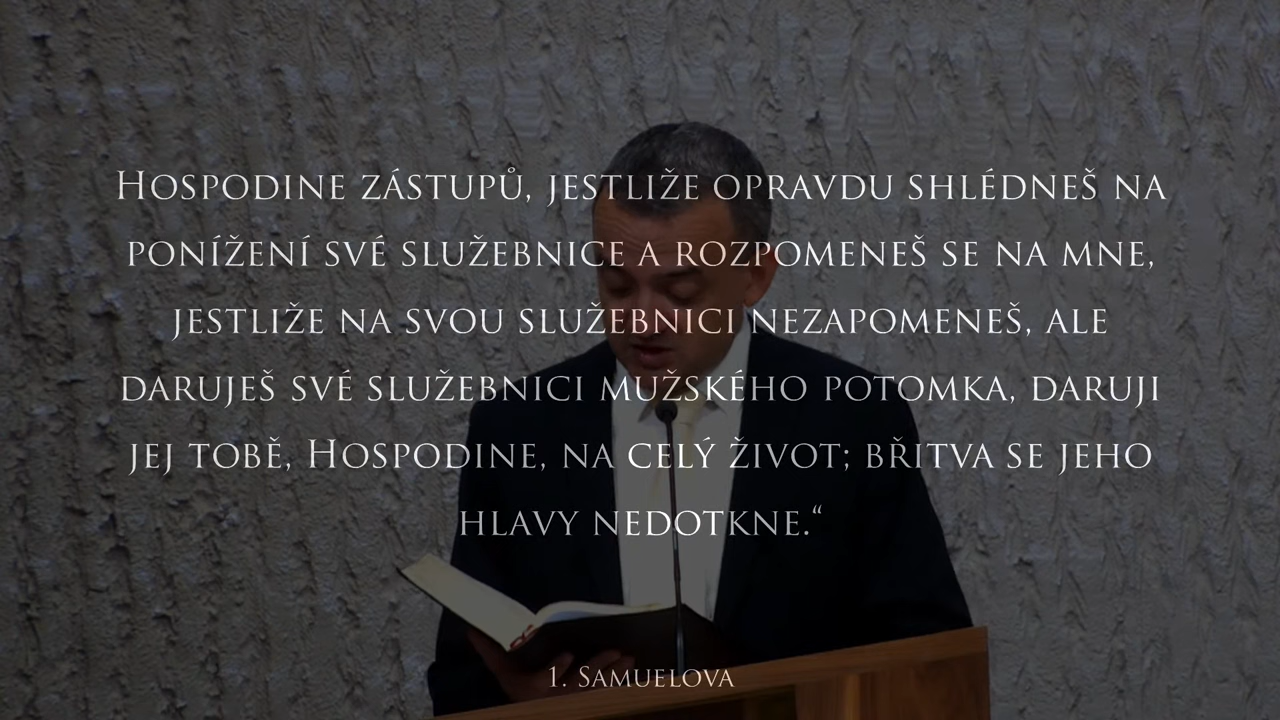 Hospodine zástupů, jestliže opravdu shlédneš na
ponížení své služebnice a rozpomeneš se na mne,
jestliže na svou služebnici nezapomeneš, ale
daruješ své služebnici mužského potomka, daruji
jej tobě, Hospodine, na celý život; břitva se jeho
hlavy nedotkne.“
1. Samuelova